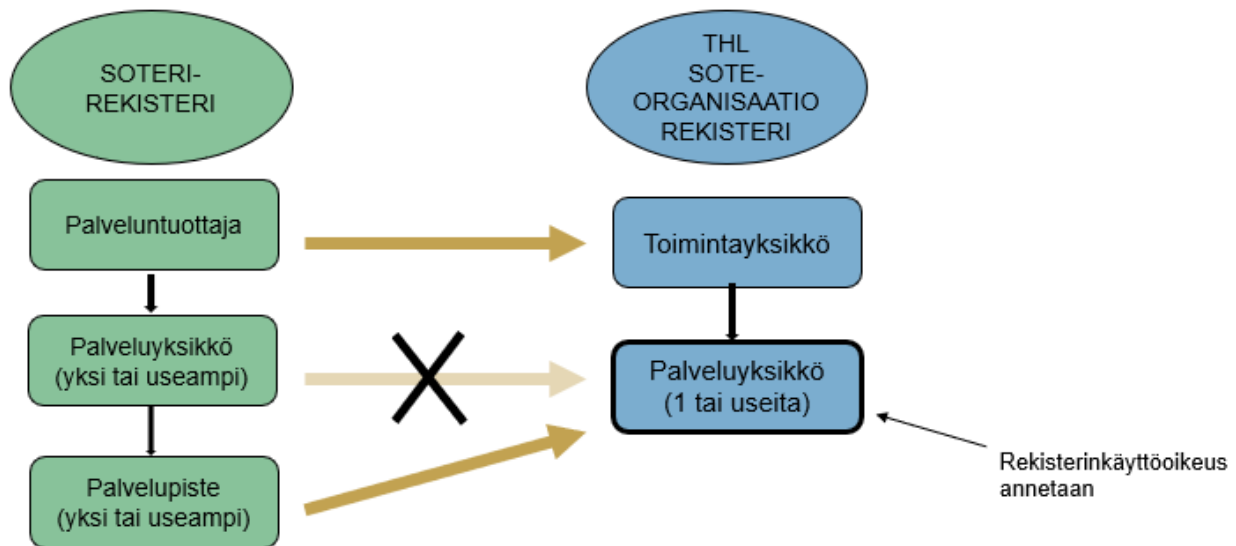 SOTERI-
REKISTERI
THL
SOTE-
ORGANISAATIO
REKISTERI
Palveluntuottaja
Toimintayksikkö
Palveluyksikkö
(yksi tai useampi)
Palveluyksikkö
(1 tai useita)
Palvelupiste
(yksi tai useampi)
Rekisterinkäyttöoikeus
annetaan